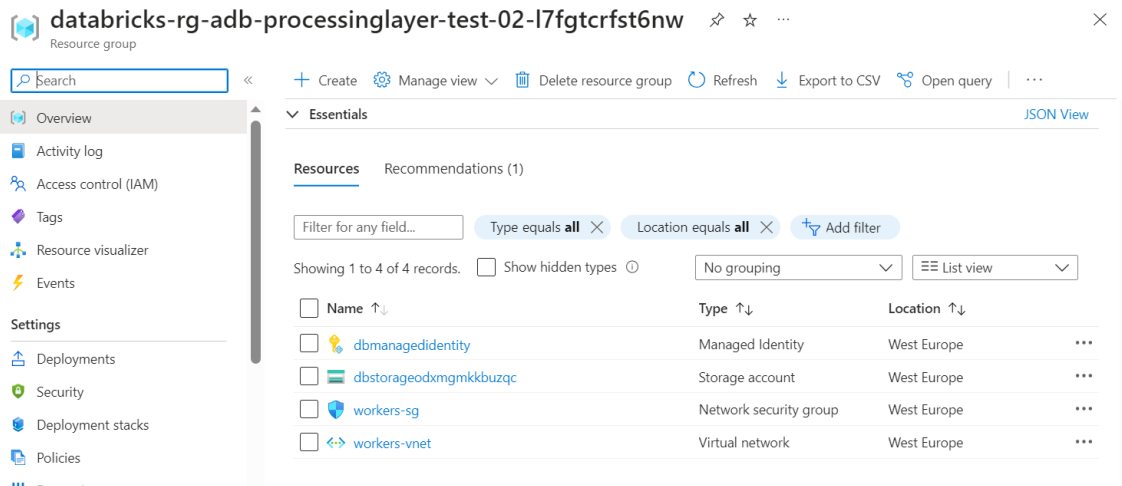 databricks-rg-adb-processinglayer-test-02-l7fgtcrfst6nw
Resource group
Search
Create Manage view Delete resource group Refresh Export to CSV Open query
Overview
Activity log
Access control (IAM)
Tags
Resource visualizer
Events
Settings
Deployments
Security
Deployment stacks
Policies
Essentials JSON View
Resources Recommendations (1)
Filter for any field... Type equals all Location equals all Add filter
Showing 1 to 4 of 4 records. Show hidden types No grouping List view
Name Type Location
dbmanagedidentity Managed Identity West Europe
dbstorageodxmgmkkbuzqc Storage account West Europe
workers-sg Network security group West Europe
workers-vnet Virtual network West Europe